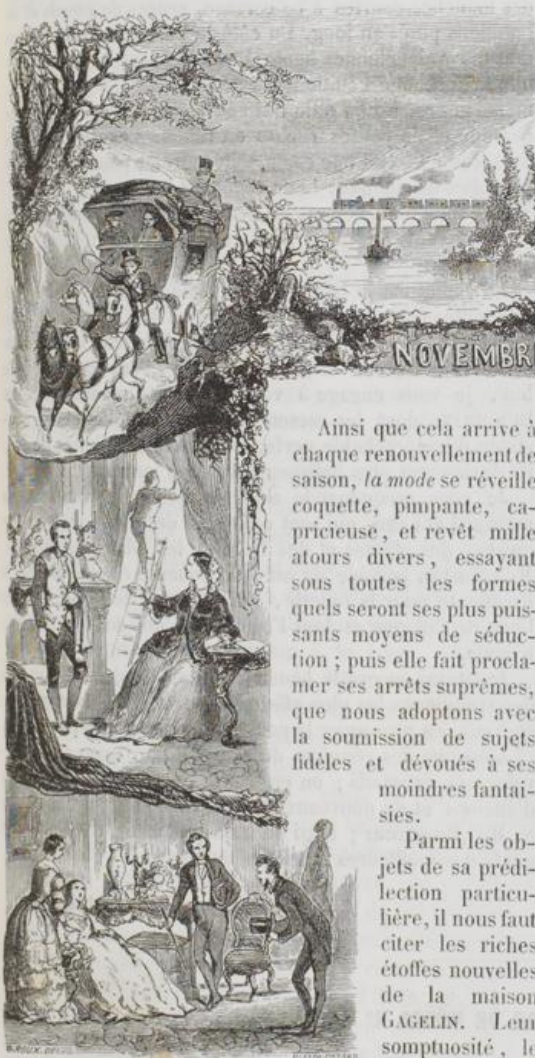 NOVEMBRE
Ainsi que cela arrive à
chaque renouvellement de
saison, la mode se réveille
coquette, pimpante, ca-
pricieuse, et revêt mille
atours divers, essayant
sous toutes les formes
quels seront ses plus puis-
sants moyens de séduc-
tion ; puis elle fait procla-
mer ses arrêts suprêmes,
que nous adoptons avec
la soumission de sujets
fidèles et dévoués à ses
moindres fantai-
sies.
Parmi les ob-
jets de sa prédi-
lection particu-
lière, il nous faut
citer les riches
étoffes nouvelles
de la maison
GAGELIN. Leur
somptuosité, le